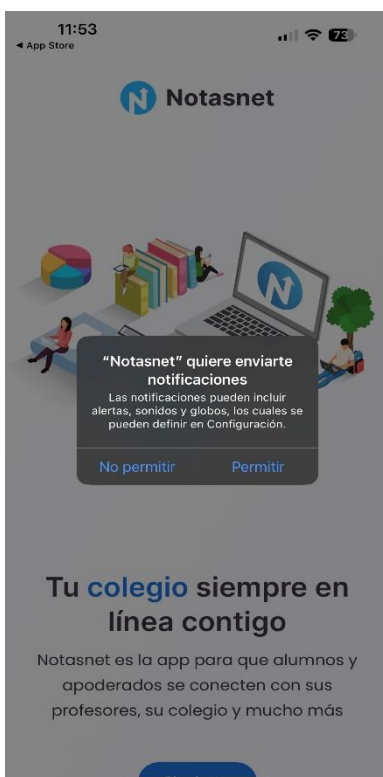 11:53
73
◀ App Store
Notasnet
“Notasnet” quiere enviarte
notificaciones
Las notificaciones pueden incluir
alertas, sonidos y globos, los cuales se
pueden definir en Configuración.
No permitir Permitir
Tu colegio siempre en
línea contigo
Notasnet es la app para que alumnos y
apoderados se conecten con sus
profesores, su colegio y mucho más